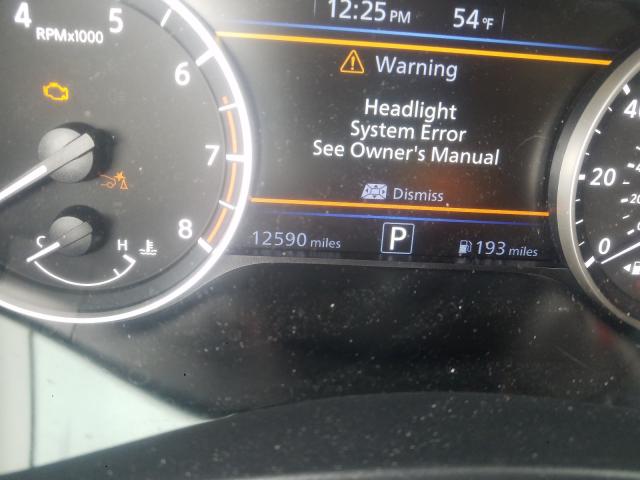 12:25 PM 54 °F
4 5 6 7 8
RPMx1000
Warning
Headlight
System Error
See Owner's Manual
Dismiss
12590 miles P 193 miles
C H
40
20
0